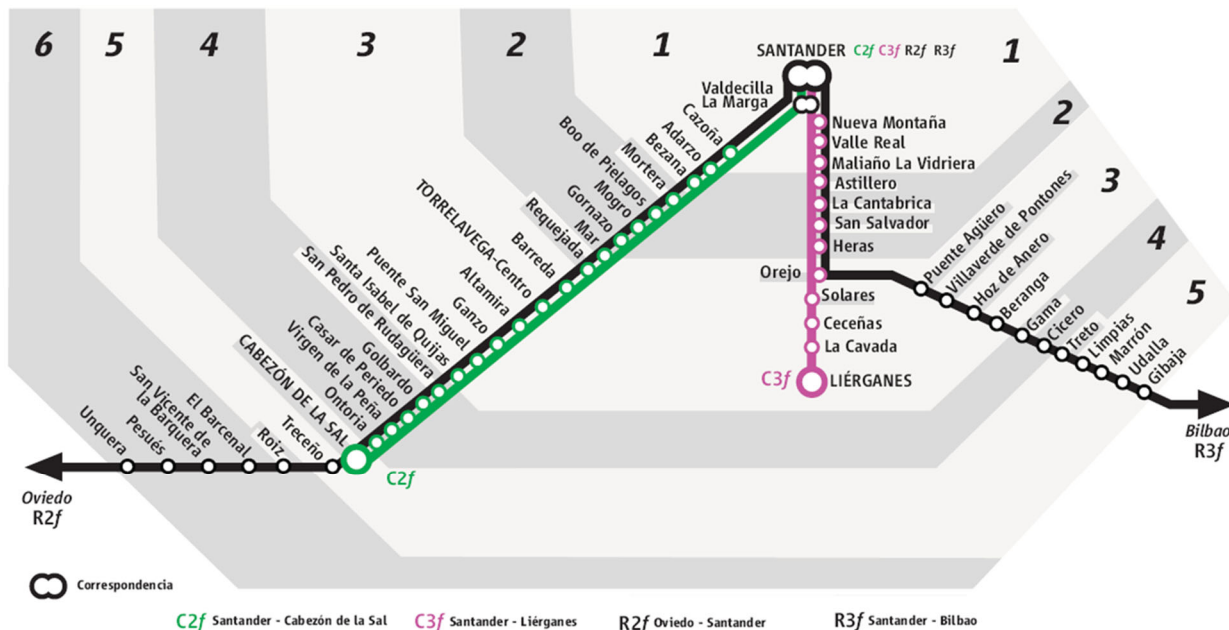 6
5
4
3
2
1
SANTANDER C2f C3f R2f R3f
1
2
3
4
5
Valdecilla
La Marga
Cazoña
Adarzo
Bezana
Mortera
Boo de Piélagos
Mogro
Gornazo
Mar
Requejada
Barreda
TORRELAVEGA-Centro
Altamira
Ganzo
Puente San Miguel
Santa Isabel de Quijas
San Pedro de Rudagüera
Golbardo
Casar de Periedo
Virgen de la Peña
Ontoria
CABEZÓN DE LA SAL
C2f
Treceño
Roiz
El Barcenal
San Vicente de
la Barquera
Pesués
Unquera
Oviedo
R2f
Nueva Montaña
Valle Real
Maliaño La Vidriera
Astillero
La Cantabrica
San Salvador
Heras
Orejo
Solares
Ceceñas
La Cavada
C3f LIÉRGANES
Puente Agüero
Villaverde de Pontones
Hoz de Anero
Beranga
Gama
Cicero
Treto
Limpias
Marrón
Udalla
Gibaja
Bilbao
R3f
Correspondencia
C2f Santander - Cabezón de la Sal
C3f Santander - Liérganes
R2f Oviedo - Santander
R3f Santander - Bilbao